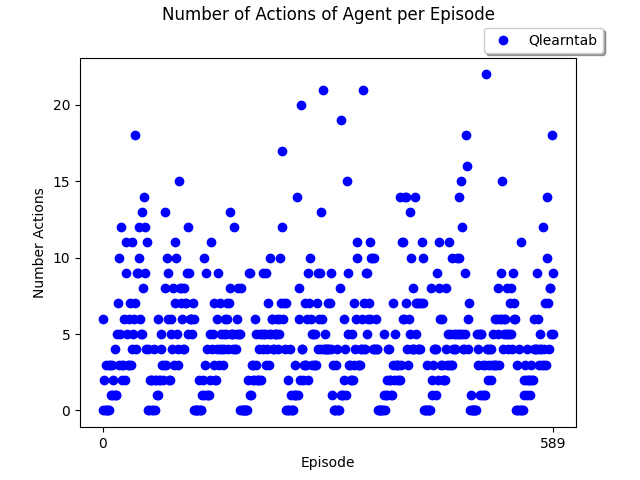 Number of Actions of Agent per Episode
Qlearntab
20
15
10
5
0
Number Actions
0 589
Episode